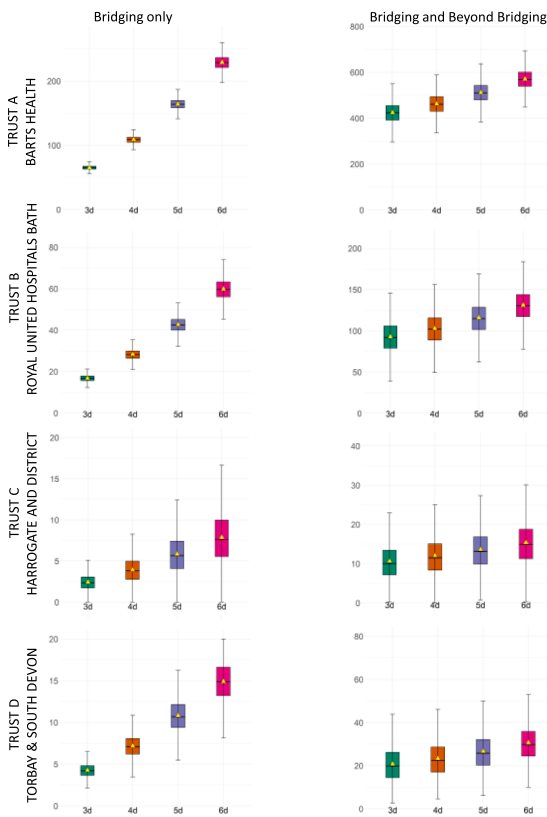 Bridging only
Bridging and Beyond Bridging
TRUST A
BARTS HEALTH
200
100
0
3d 4d 5d 6d
800
600
400
200
0
3d 4d 5d 6d
TRUST B
ROYAL UNITED HOSPITALS BATH
80
60
40
20
0
3d 4d 5d 6d
200
150
100
50
0
3d 4d 5d 6d
TRUST C
HARROGATE AND DISTRICT
20
15
10
5
0
3d 4d 5d 6d
40
30
20
10
0
3d 4d 5d 6d
TRUST D
TORBAY & SOUTH DEVON
20
15
10
5
0
3d 4d 5d 6d
80
60
40
20
0
3d 4d 5d 6d